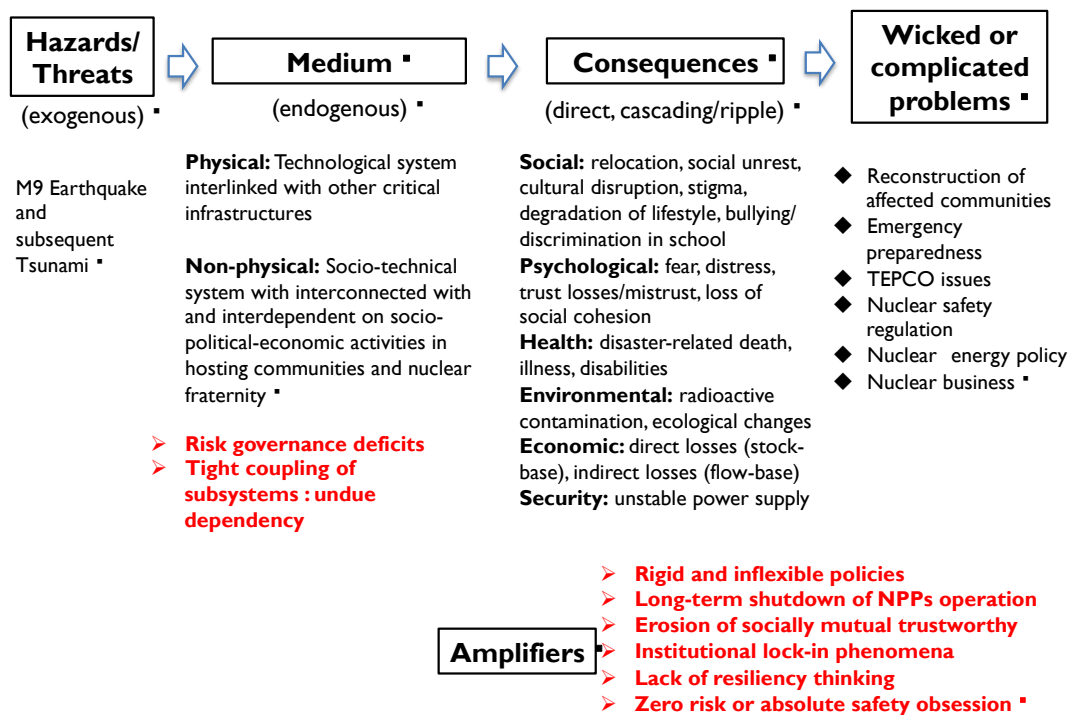 Hazards/
Threats
(exogenous) ▪
M9 Earthquake
and
subsequent
Tsunami ▪
Medium ▪
(endogenous) ▪
Physical: Technological system
interlinked with other critical
infrastructures
Non-physical: Socio-technical
system with interconnected with
and interdependent on socio-
political-economic activities in
hosting communities and nuclear
fraternity ▪
➢ Risk governance deficits
➢ Tight coupling of
subsystems : undue
dependency
Consequences ▪
(direct, cascading/ripple) ▪
Social: relocation, social unrest,
cultural disruption, stigma,
degradation of lifestyle, bullying/
discrimination in school
Psychological: fear, distress,
trust losses/mistrust, loss of
social cohesion
Health: disaster-related death,
illness, disabilities
Environmental: radioactive
contamination, ecological changes
Economic: direct losses (stock-
base), indirect losses (flow-base)
Security: unstable power supply
Wicked or
complicated
problems ▪
◆ Reconstruction of
affected communities
◆ Emergency
preparedness
◆ TEPCO issues
◆ Nuclear safety
regulation
◆ Nuclear energy policy
◆ Nuclear business ▪
Amplifiers ▪
➢ Rigid and inflexible policies
➢ Long-term shutdown of NPPs operation
➢ Erosion of socially mutual trustworthy
➢ Institutional lock-in phenomena
➢ Lack of resiliency thinking
➢ Zero risk or absolute safety obsession ▪